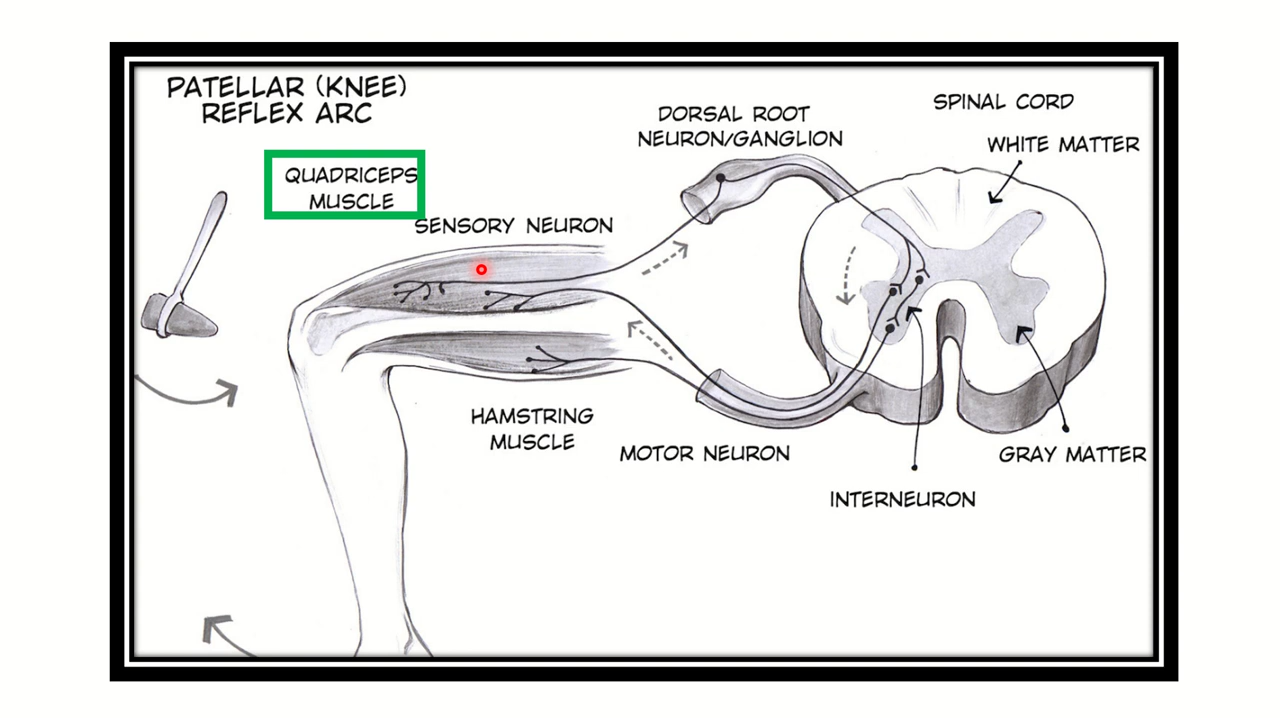 PATELLAR (KNEE)
REFLEX ARC
QUADRICEPS
MUSCLE
SENSORY NEURON
DORSAL ROOT
NEURON/GANGLION
SPINAL CORD
WHITE MATTER
HAMSTRING
MUSCLE
MOTOR NEURON
GRAY MATTER
INTERNEURON